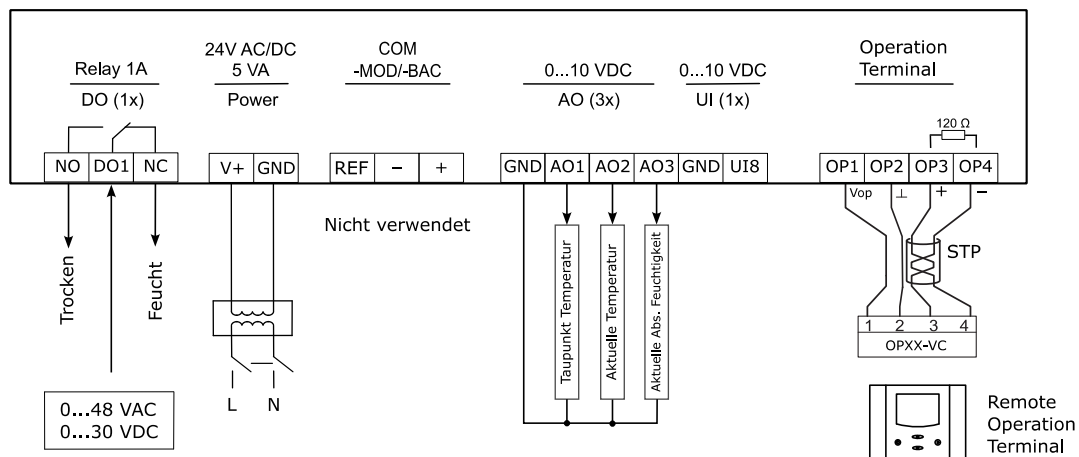 Relay 1A
DO (1x)
24V AC/DC
5 VA
Power
COM
-MOD/-BAC
0...10 VDC
AO (3x)
0...10 VDC
UI (1x)
Operation
Terminal
120 Ω
NO DO1 NC
V+ GND
REF − +
GND AO1 AO2 AO3 GND UI8
OP1 OP2 OP3 OP4
Vop ⊥ + −
Nicht verwendet
Trocken
Feucht
Taupunkt Temperatur
Aktuelle Temperatur
Aktuelle Abs. Feuchtigkeit
STP
1 2 3 4
OPXX-VC
L N
0...48 VAC
0...30 VDC
Remote
Operation
Terminal